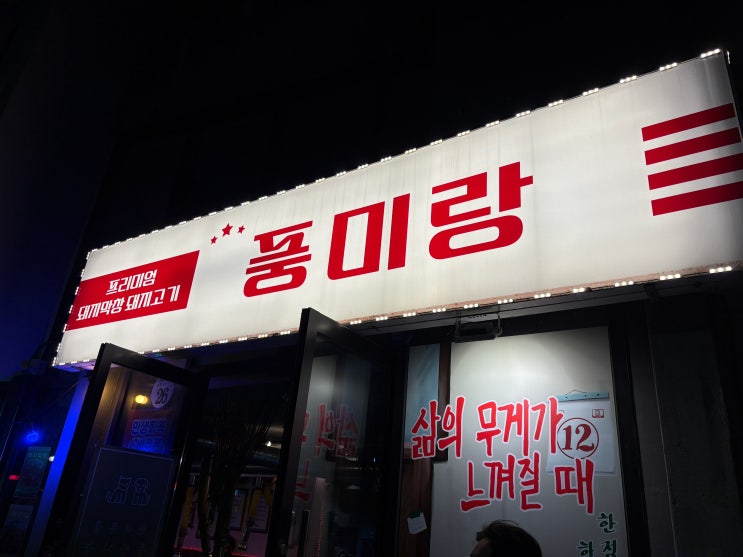 풍미랑
프리미엄
돼지막창 돼지고기
26
삶의 무게가
12
느껴질 때